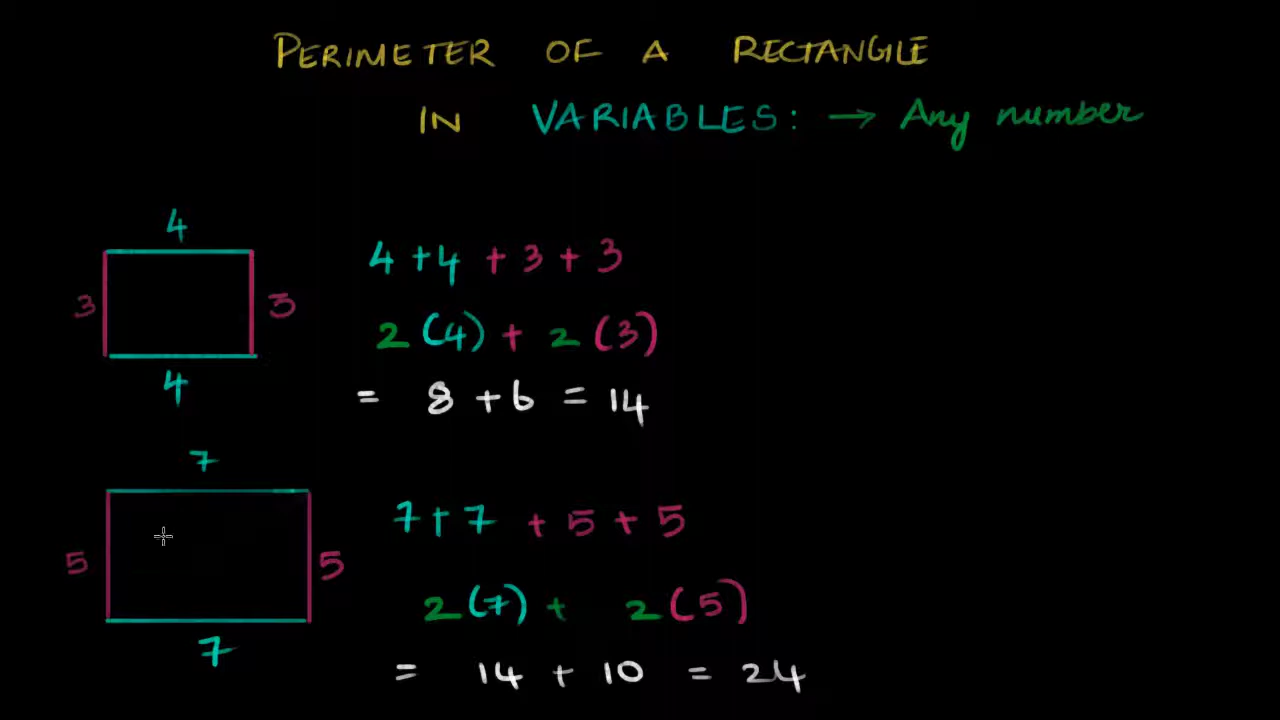 PERIMETER OF A RECTANGLE
IN VARIABLES: → Any number
4
3 3
4
4 + 4 + 3 + 3
2 (4) + 2 (3)
= 8 + 6 = 14
7
5 5
7
7 + 7 + 5 + 5
2 (7) + 2 (5)
= 14 + 10 = 24